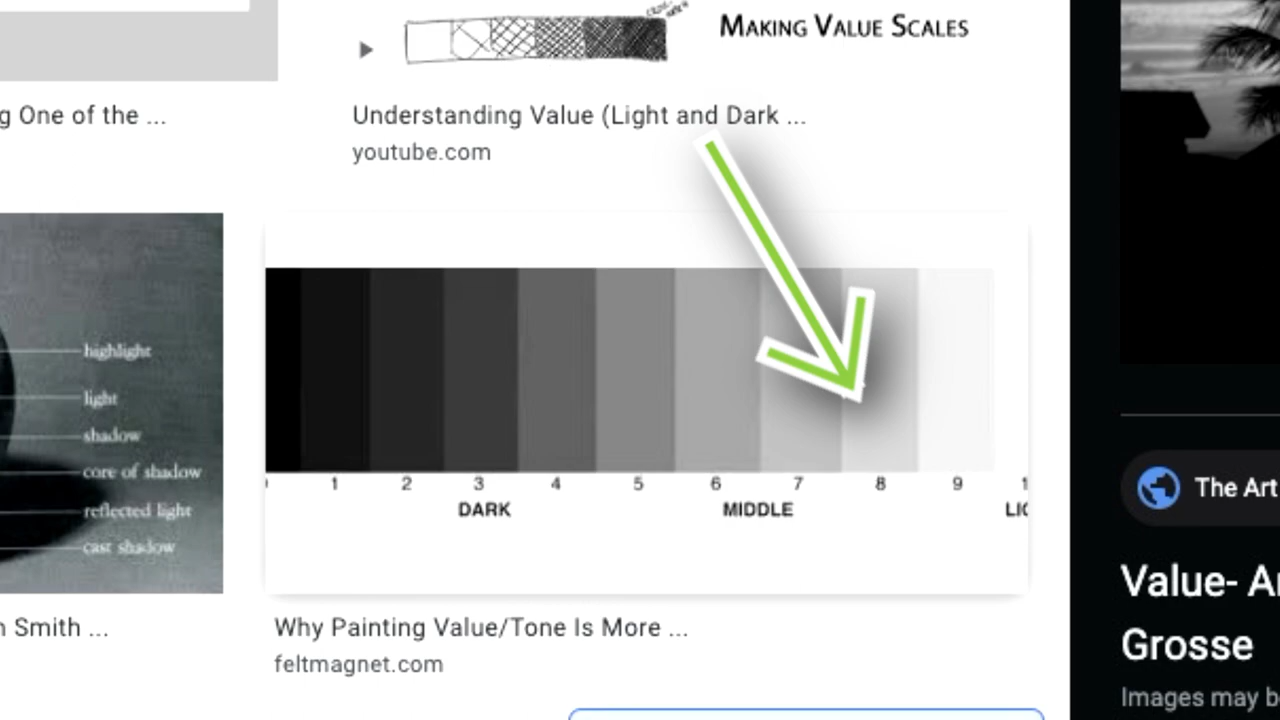 MAKING VALUE SCALES
g One of the ...
Understanding Value (Light and Dark ...
youtube.com
highlight
light
shadow
core of shadow
reflected light
cast shadow
1 2 3 4 5 6 7 8 9 1
DARK MIDDLE LIG
The Art
Value- A
Grosse
n Smith ...
Why Painting Value/Tone Is More ...
feltmagnet.com
Images may b